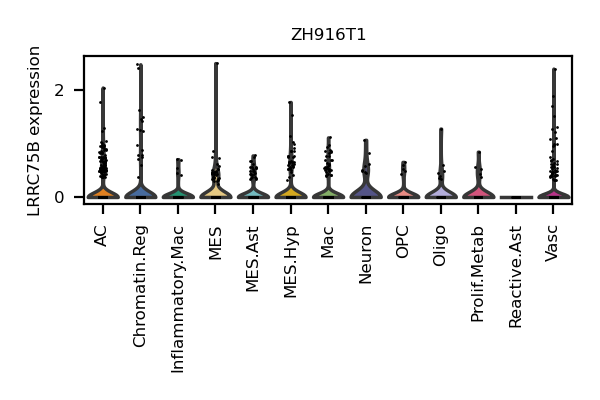 ZH916T1
LRRC75B expression
2
0
AC
Chromatin.Reg
Inflammatory.Mac
MES
MES.Ast
MES.Hyp
Mac
Neuron
OPC
Oligo
Prolif.Metab
Reactive.Ast
Vasc